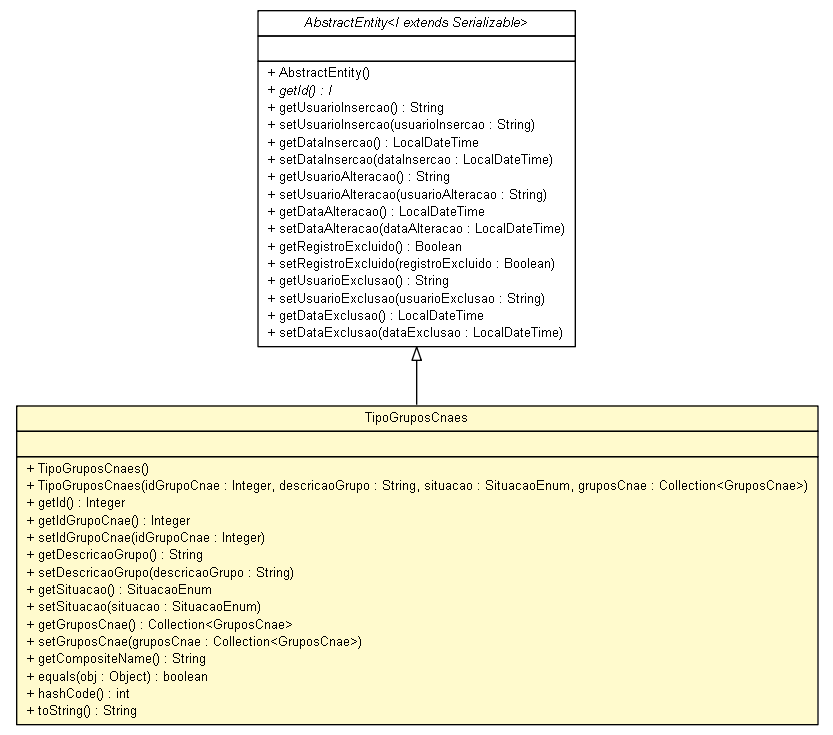 AbstractEntity<I extends Serializable>
+ AbstractEntity()
+ getId() : I
+ getUsuarioInsercao() : String
+ setUsuarioInsercao(usuarioInsercao : String)
+ getDataInsercao() : LocalDateTime
+ setDataInsercao(dataInsercao : LocalDateTime)
+ getUsuarioAlteracao() : String
+ setUsuarioAlteracao(usuarioAlteracao : String)
+ getDataAlteracao() : LocalDateTime
+ setDataAlteracao(dataAlteracao : LocalDateTime)
+ getRegistroExcluido() : Boolean
+ setRegistroExcluido(registroExcluido : Boolean)
+ getUsuarioExclusao() : String
+ setUsuarioExclusao(usuarioExclusao : String)
+ getDataExclusao() : LocalDateTime
+ setDataExclusao(dataExclusao : LocalDateTime)
TipoGruposCnaes
+ TipoGruposCnaes()
+ TipoGruposCnaes(idGrupoCnae : Integer, descricaoGrupo : String, situacao : SituacaoEnum, gruposCnae : Collection<GruposCnae>)
+ getId() : Integer
+ getIdGrupoCnae() : Integer
+ setIdGrupoCnae(idGrupoCnae : Integer)
+ getDescricaoGrupo() : String
+ setDescricaoGrupo(descricaoGrupo : String)
+ getSituacao() : SituacaoEnum
+ setSituacao(situacao : SituacaoEnum)
+ getGruposCnae() : Collection<GruposCnae>
+ setGruposCnae(gruposCnae : Collection<GruposCnae>)
+ getCompositeName() : String
+ equals(obj : Object) : boolean
+ hashCode() : int
+ toString() : String